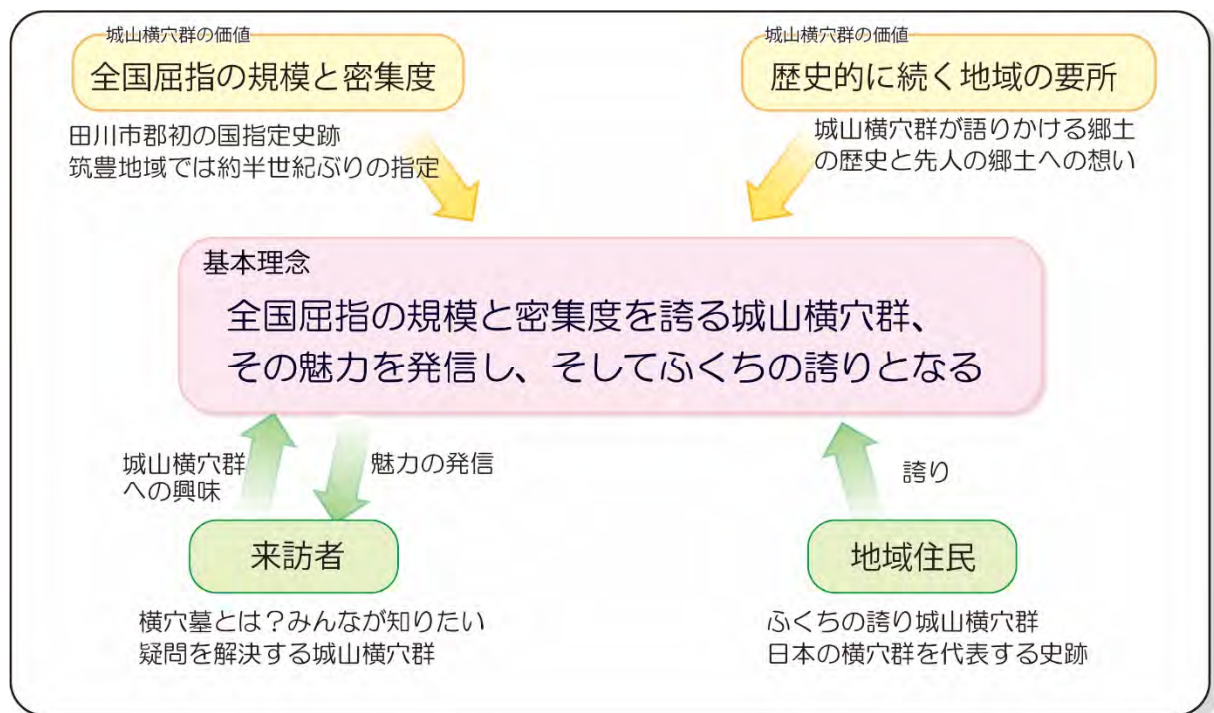 城山横穴群の価値
全国屈指の規模と密集度
田川市郡初の国指定史跡
筑豊地域では約半世紀ぶりの指定
城山横穴群の価値
歴史的に続く地域の要所
城山横穴群が語りかける郷土
の歴史と先人の郷土への想い
基本理念
全国屈指の規模と密集度を誇る城山横穴群、
その魅力を発信し、そしてふくちの誇りとなる
城山横穴群
への興味
魅力の発信
誇り
来訪者
横穴墓とは？みんなが知りたい
疑問を解決する城山横穴群
地域住民
ふくちの誇り城山横穴群
日本の横穴群を代表する史跡